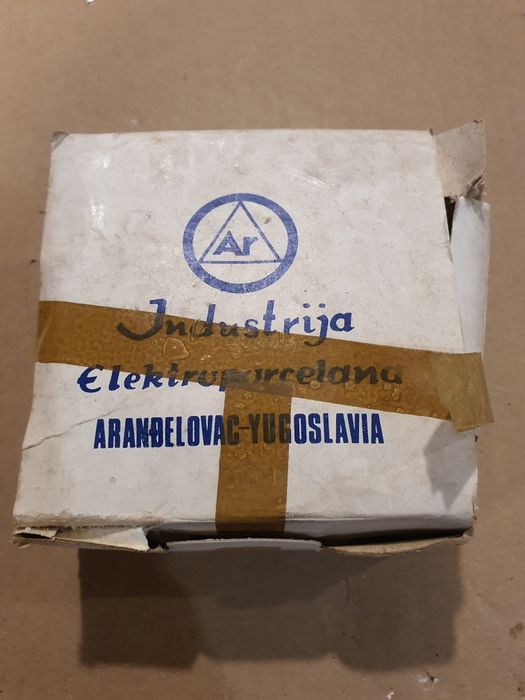 Ar
Industrija
Elektroporcelana
ARANĐELOVAC-YUGOSLAVIA